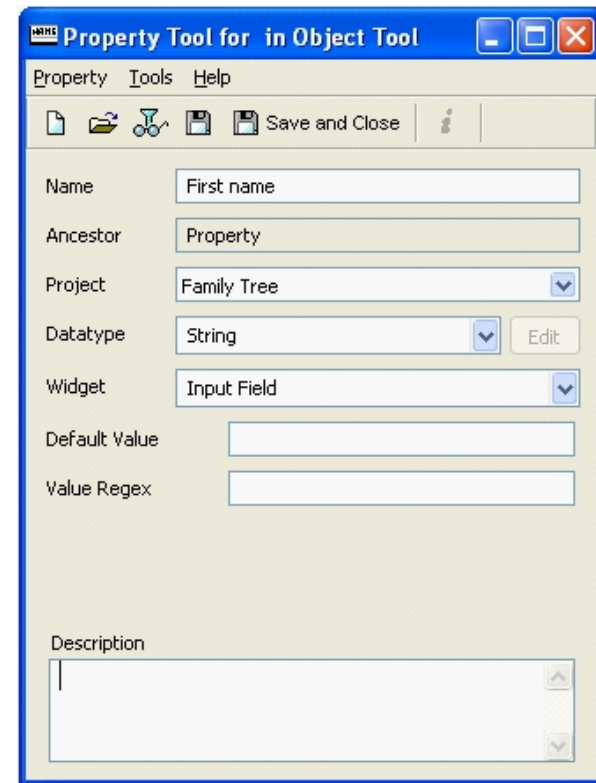 NAME
Property Tool for in Object Tool
Property Tools Help
Save and Close i
Name First name
Ancestor Property
Project Family Tree
Datatype String Edit
Widget Input Field
Default Value
Value Regex
Description